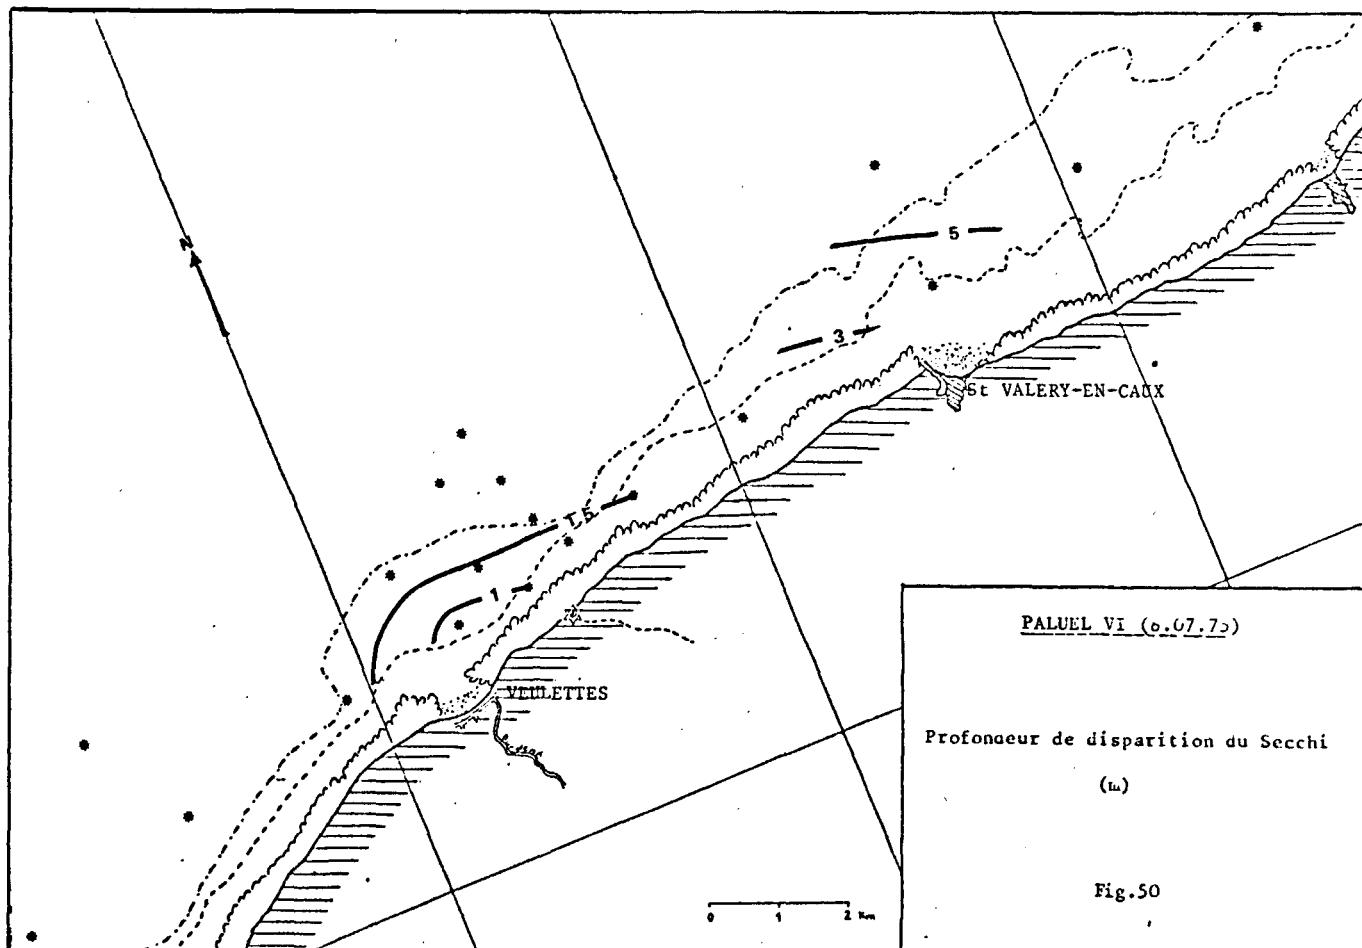 N
5
3
St VALERY-EN-CAUX
1,5
1
VEULETTES
0 1 2 Km
PALUEL VI
Profondeur de disparition du Secchi
(m)
Fig.50